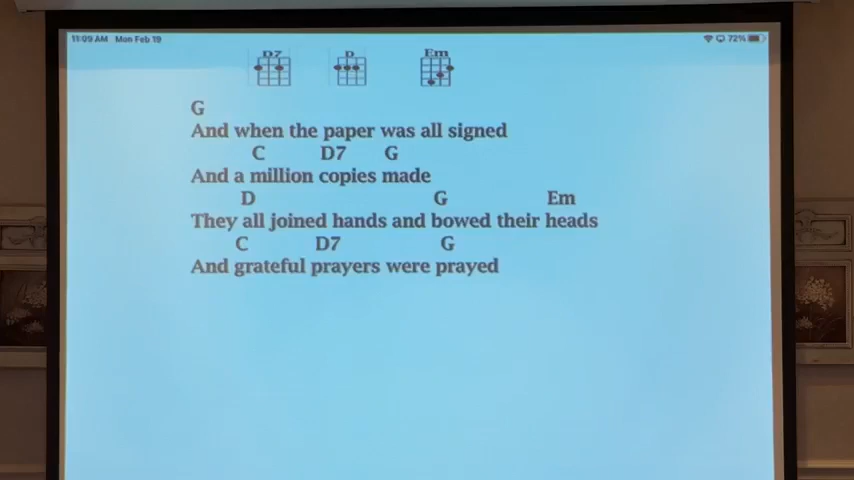 11:09 AM Mon Feb 19
72%
D7 D Em
G
And when the paper was all signed
C D7 G
And a million copies made
D G Em
They all joined hands and bowed their heads
C D7 G
And grateful prayers were prayed